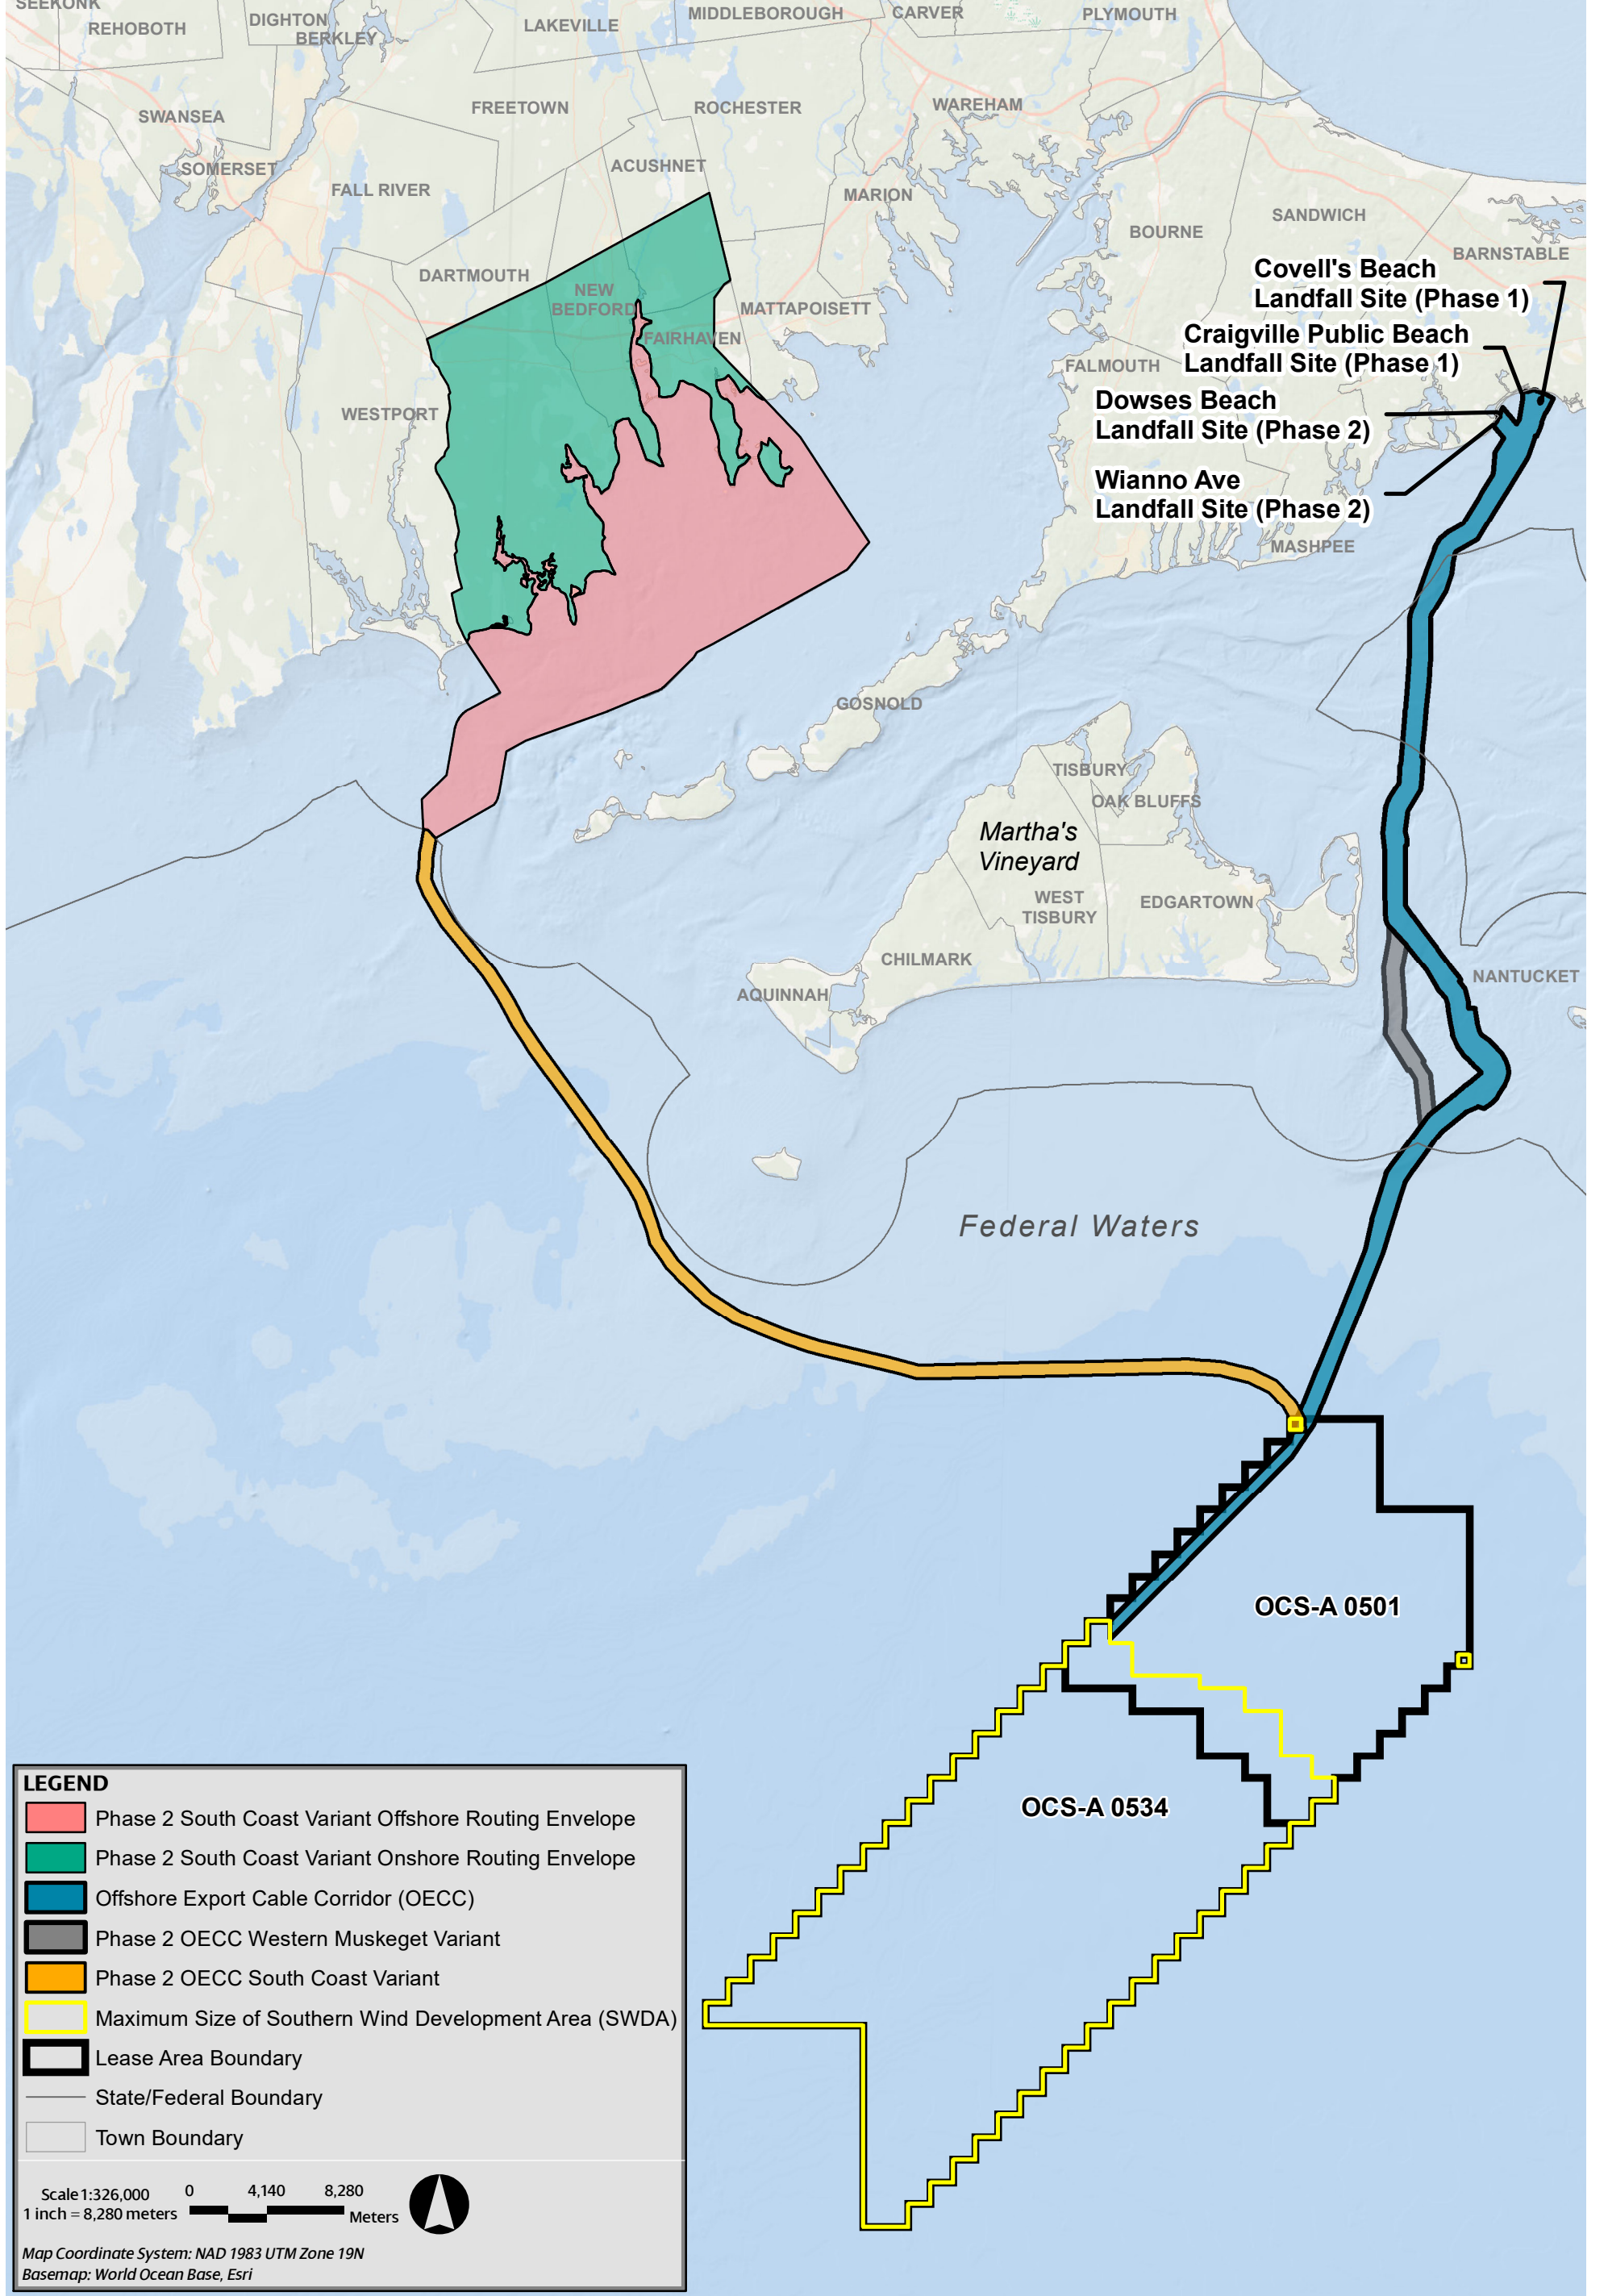 SEEKONK
REHOBOTH
DIGHTON
BERKLEY
LAKEVILLE
MIDDLEBOROUGH
CARVER
PLYMOUTH
SWANSEA
FREETOWN
ROCHESTER
WAREHAM
SOMERSET
FALL RIVER
ACUSHNET
MARION
SANDWICH
BOURNE
BARNSTABLE
DARTMOUTH
NEW
BEDFORD
MATTAPOISETT
FAIRHAVEN
Covell's Beach
Landfall Site (Phase 1)
Craigville Public Beach
Landfall Site (Phase 1)
FALMOUTH
Dowses Beach
Landfall Site (Phase 2)
WESTPORT
Wianno Ave
Landfall Site (Phase 2)
MASHPEE
GOSNOLD
TISBURY
OAK BLUFFS
Martha's
Vineyard
WEST
TISBURY
EDGARTOWN
CHILMARK
AQUINNAH
NANTUCKET
Federal Waters
OCS-A 0501
OCS-A 0534
LEGEND
Phase 2 South Coast Variant Offshore Routing Envelope
Phase 2 South Coast Variant Onshore Routing Envelope
Offshore Export Cable Corridor (OECC)
Phase 2 OECC Western Muskeget Variant
Phase 2 OECC South Coast Variant
Maximum Size of Southern Wind Development Area (SWDA)
Lease Area Boundary
State/Federal Boundary
Town Boundary
Scale 1:326,000
1 inch = 8,280 meters
0 4,140 8,280
Meters
Map Coordinate System: NAD 1983 UTM Zone 19N
Basemap: World Ocean Base, Esri